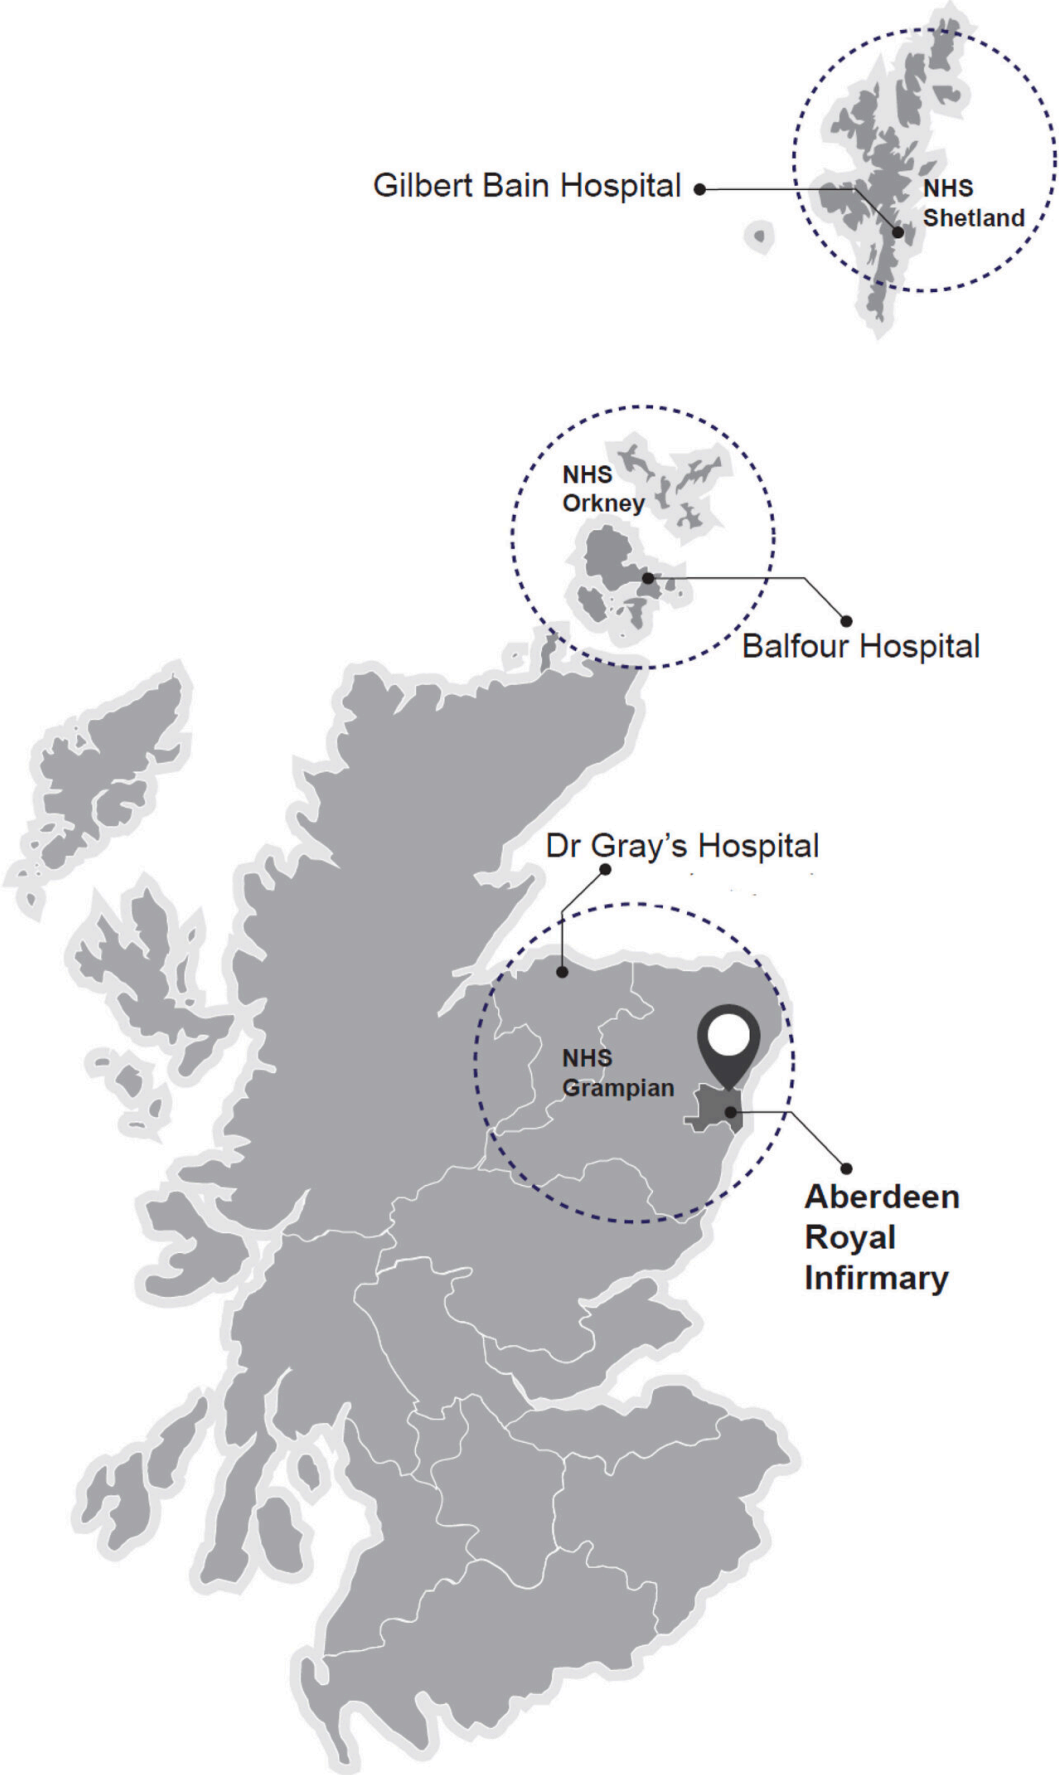 Gilbert Bain Hospital
NHS
Shetland
NHS
Orkney
Balfour Hospital
Dr Gray’s Hospital
NHS
Grampian
Aberdeen
Royal
Infirmary